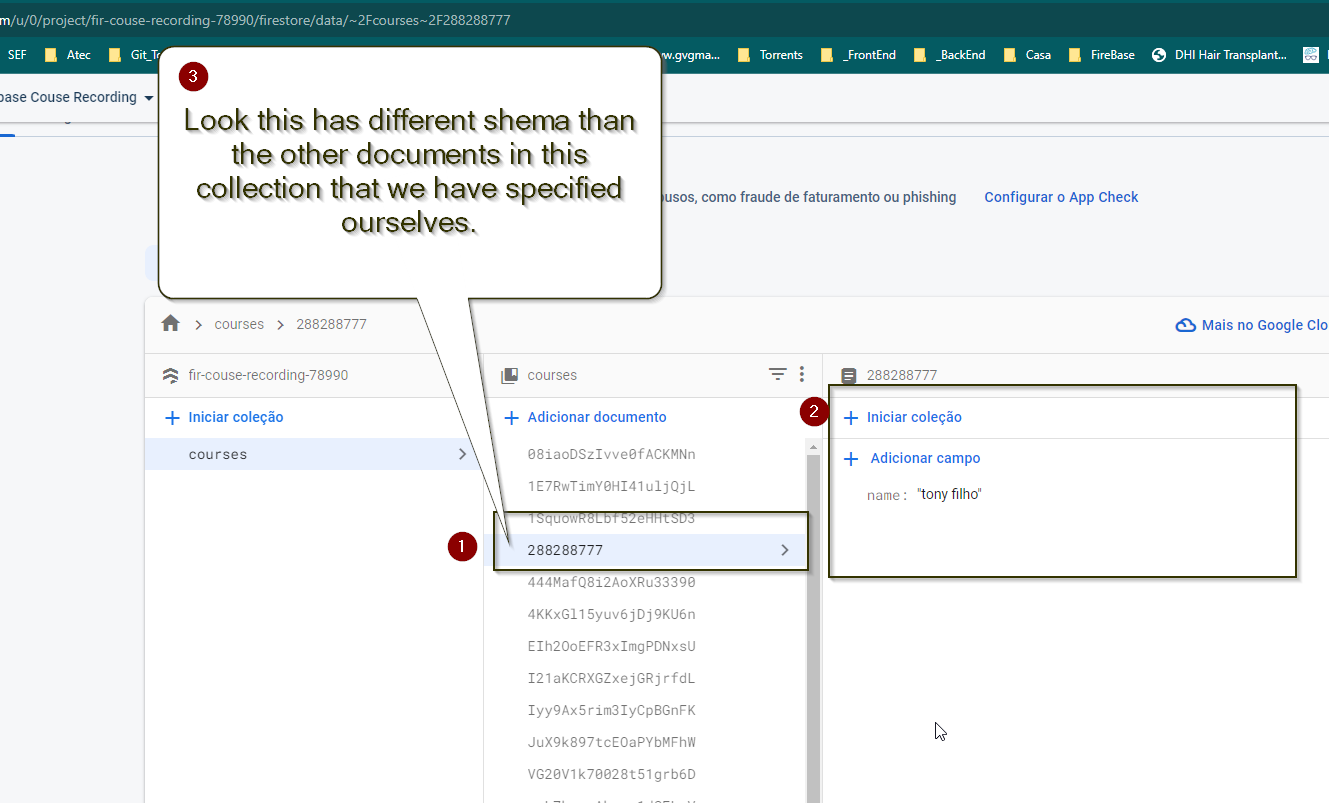 m/u/0/project/fir-couse-recording-78990/firestore/data/~2Fcourses~2F288288777
SEF Atec Git_To www.gvgma... Torrents _FrontEnd _BackEnd Casa FireBase DHI Hair Transplant...
base Couse Recording
3
Look this has different shema than
the other documents in this
collection that we have specified
ourselves.
usos, como fraude de faturamento ou phishing Configurar o App Check
courses 288288777 Mais no Google Clo
fir-couse-recording-78990 courses 288288777
Iniciar coleção Adicionar documento 2 Iniciar coleção
courses 08iaoDSzIvve0fACKMNn Adicionar campo
1E7RwTimY0HI41uljQjL name: "tony filho"
1SquowR8Lbf52eHHtSD3
1 288288777
444MafQ8i2AoXRu33390
4KKxGl15yuv6jDj9KU6n
EIh2OoEFR3xImgPDNxsU
I21aKCRXGZxejGRjrfdL
Iyy9Ax5rim3IyCpBGnFK
JuX9k897tcEOaPYbMFhW
VG20V1k70028t51grb6D